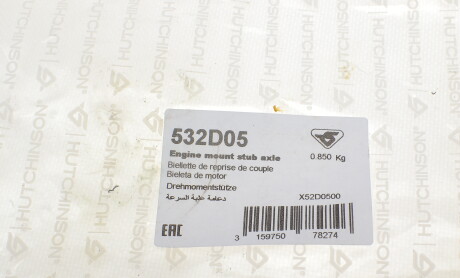 HUTCHINSON
532D05
Engine mount stub axle
Biellette de reprise de couple
Bieleta de motor
Drehmomentstütze
دعامة علبة السرعة
0.850 Kg
X52D0500
EAC
3 159750 78274